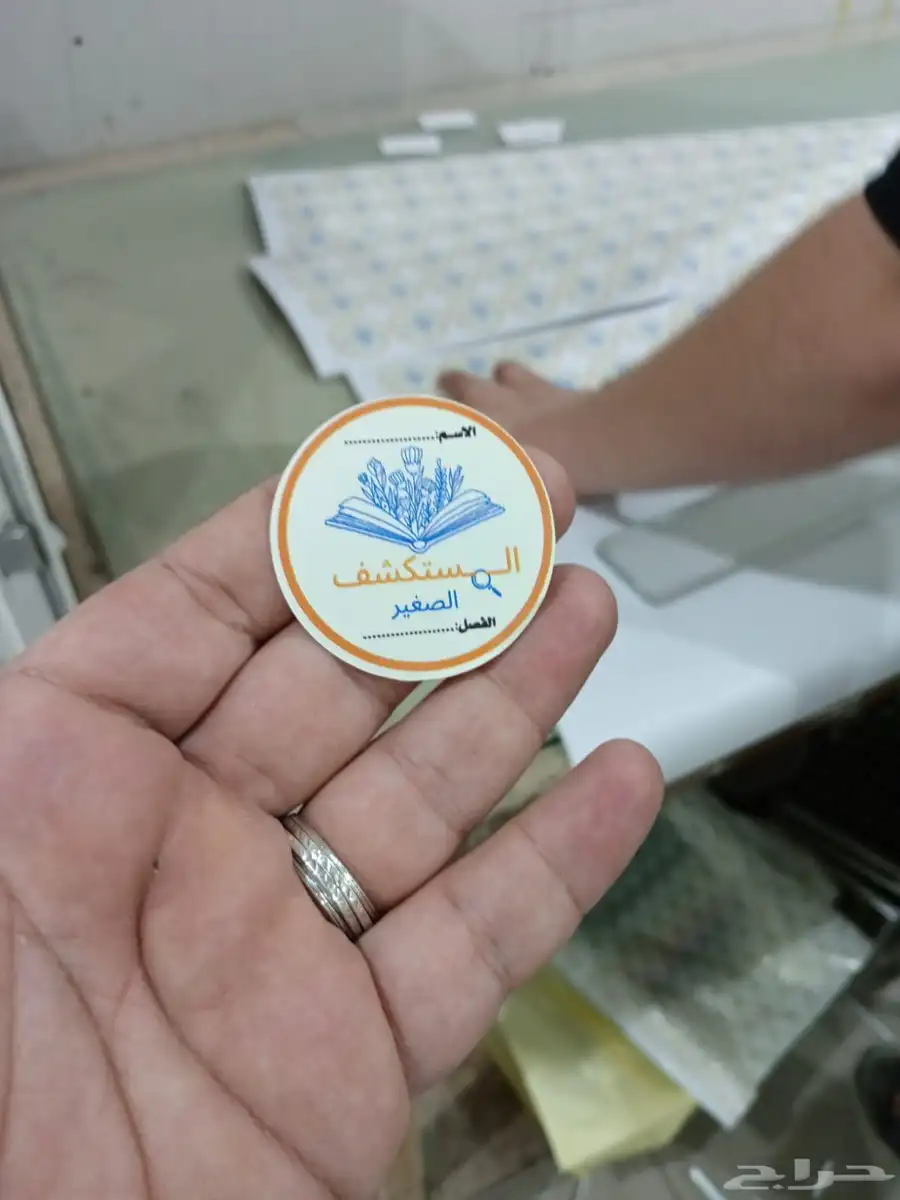 الاسم:....................
المستكشف
الصغير
الفصل:....................
حراج